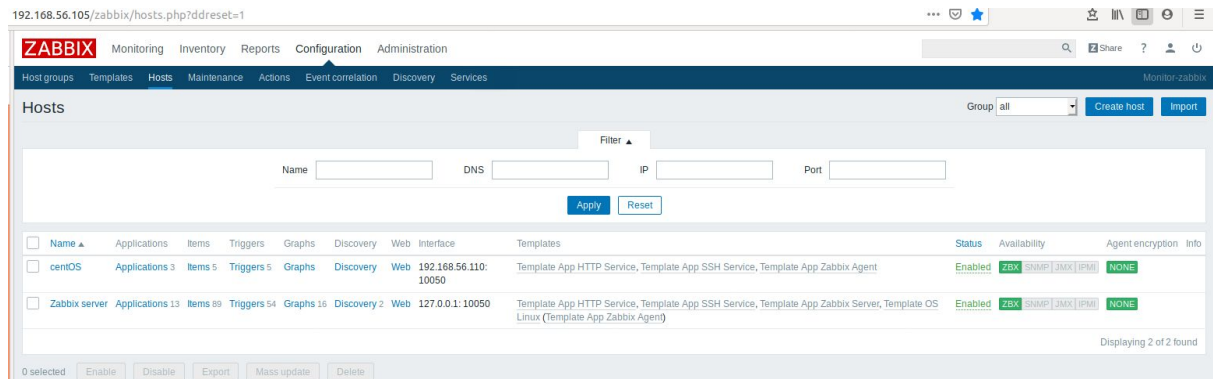 192.168.56.105/zabbix/hosts.php?ddreset=1
ZABBIX Monitoring Inventory Reports Configuration Administration Z Share ?
Host groups Templates Hosts Maintenance Actions Event correlation Discovery Services Monitor-zabbix
Hosts Group all Create host Import
Filter ▲
Name DNS IP Port
Apply Reset
Name ▲ Applications Items Triggers Graphs Discovery Web Interface Templates Status Availability Agent encryption Info
centOS Applications 3 Items 5 Triggers 5 Graphs Discovery Web 192.168.56.110: Template App HTTP Service, Template App SSH Service, Template App Zabbix Agent Enabled ZBX SNMP JMX IPMI NONE
10050
Zabbix server Applications 13 Items 89 Triggers 54 Graphs 16 Discovery 2 Web 127.0.0.1: 10050 Template App HTTP Service, Template App SSH Service, Template App Zabbix Server, Template OS Enabled ZBX SNMP JMX IPMI NONE
Linux (Template App Zabbix Agent)
Displaying 2 of 2 found
0 selected Enable Disable Export Mass update Delete